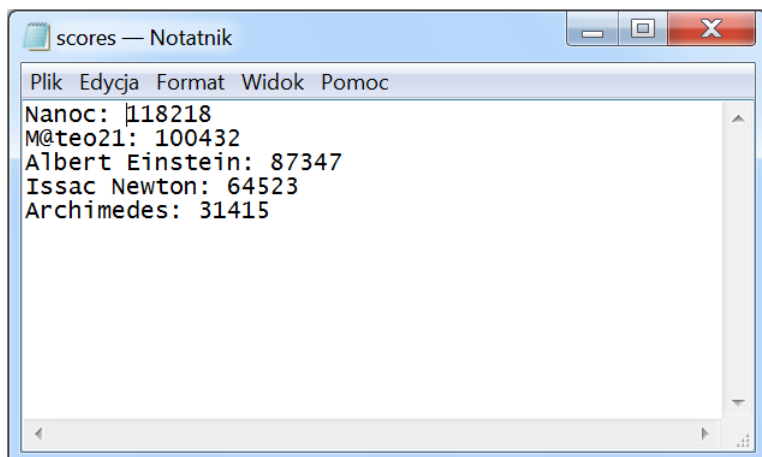 scores — Notatnik
Plik Edycja Format Widok Pomoc
Nanoc: 118218
M@teo21: 100432
Albert Einstein: 87347
Issac Newton: 64523
Archimedes: 31415